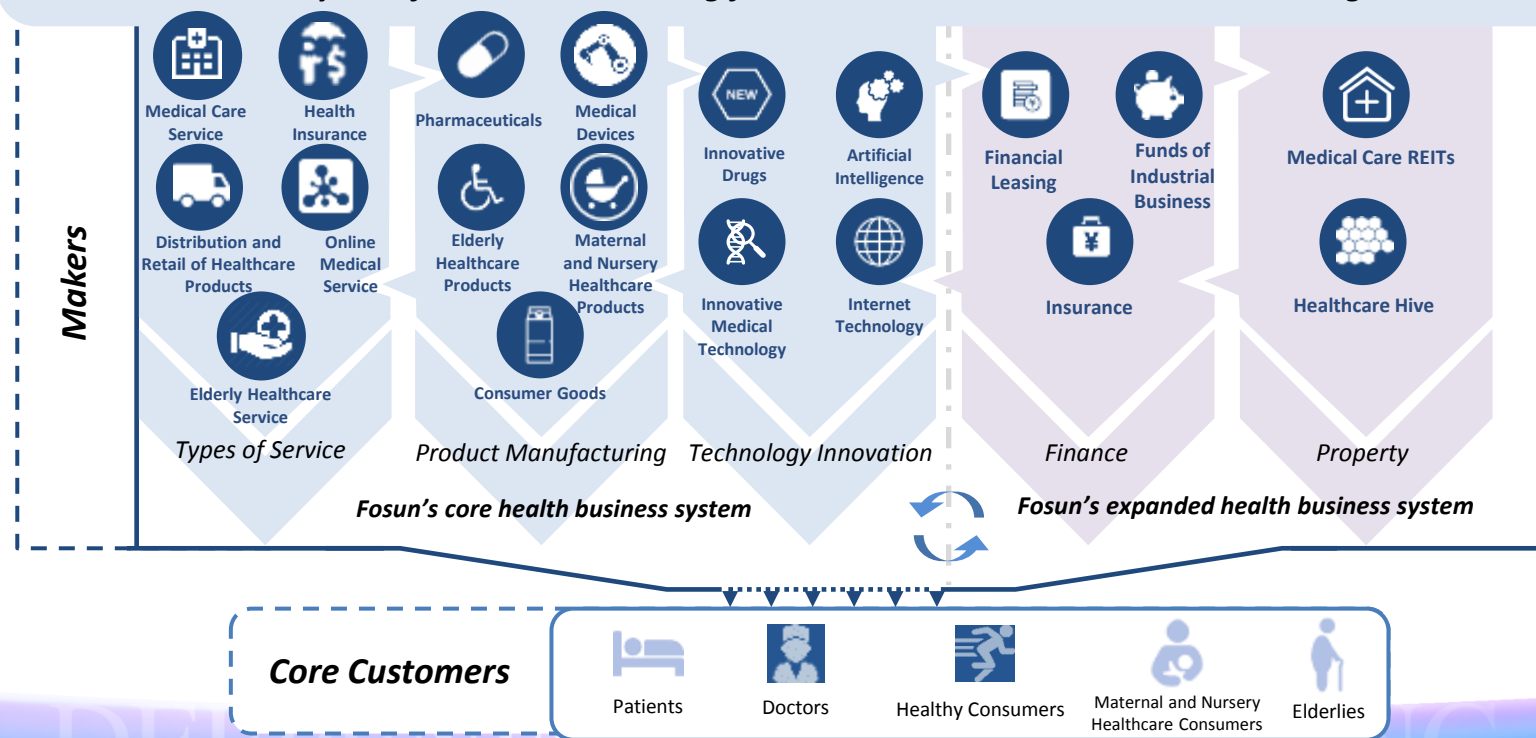 Makers
Medical Care
Service
Health
Insurance
Distribution and
Retail of Healthcare
Products
Online
Medical
Service
Elderly Healthcare
Service
Types of Service
Pharmaceuticals
Medical
Devices
Elderly
Healthcare
Products
Maternal
and Nursery
Healthcare
Products
Consumer Goods
Product Manufacturing
NEW
Innovative
Drugs
Artificial
Intelligence
Innovative
Medical
Technology
Internet
Technology
Technology Innovation
Financial
Leasing
Funds of
Industrial
Business
¥
Insurance
Finance
Medical Care REITs
Healthcare Hive
Property
Fosun's core health business system
Fosun's expanded health business system
Core Customers
Patients
Doctors
Healthy Consumers
Maternal and Nursery
Healthcare Consumers
Elderlies